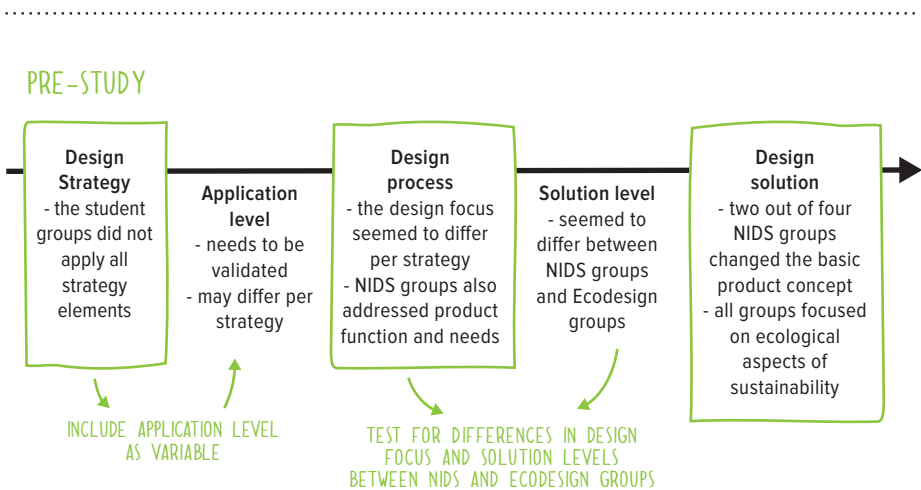 PRE-STUDY
Design
Strategy
- the student
groups did not
apply all
strategy
elements
Application
level
- needs to be
validated
- may differ per
strategy
Design
process
- the design focus
seemed to differ
per strategy
- NIDS groups also
addressed product
function and needs
Solution level
- seemed to
differ between
NIDS groups
and Ecodesign
groups
Design
solution
- two out of four
NIDS groups
changed the basic
product concept
- all groups focused
on ecological
aspects of
sustainability
INCLUDE APPLICATION LEVEL
AS VARIABLE
TEST FOR DIFFERENCES IN DESIGN
FOCUS AND SOLUTION LEVELS
BETWEEN NIDS AND ECODESIGN GROUPS